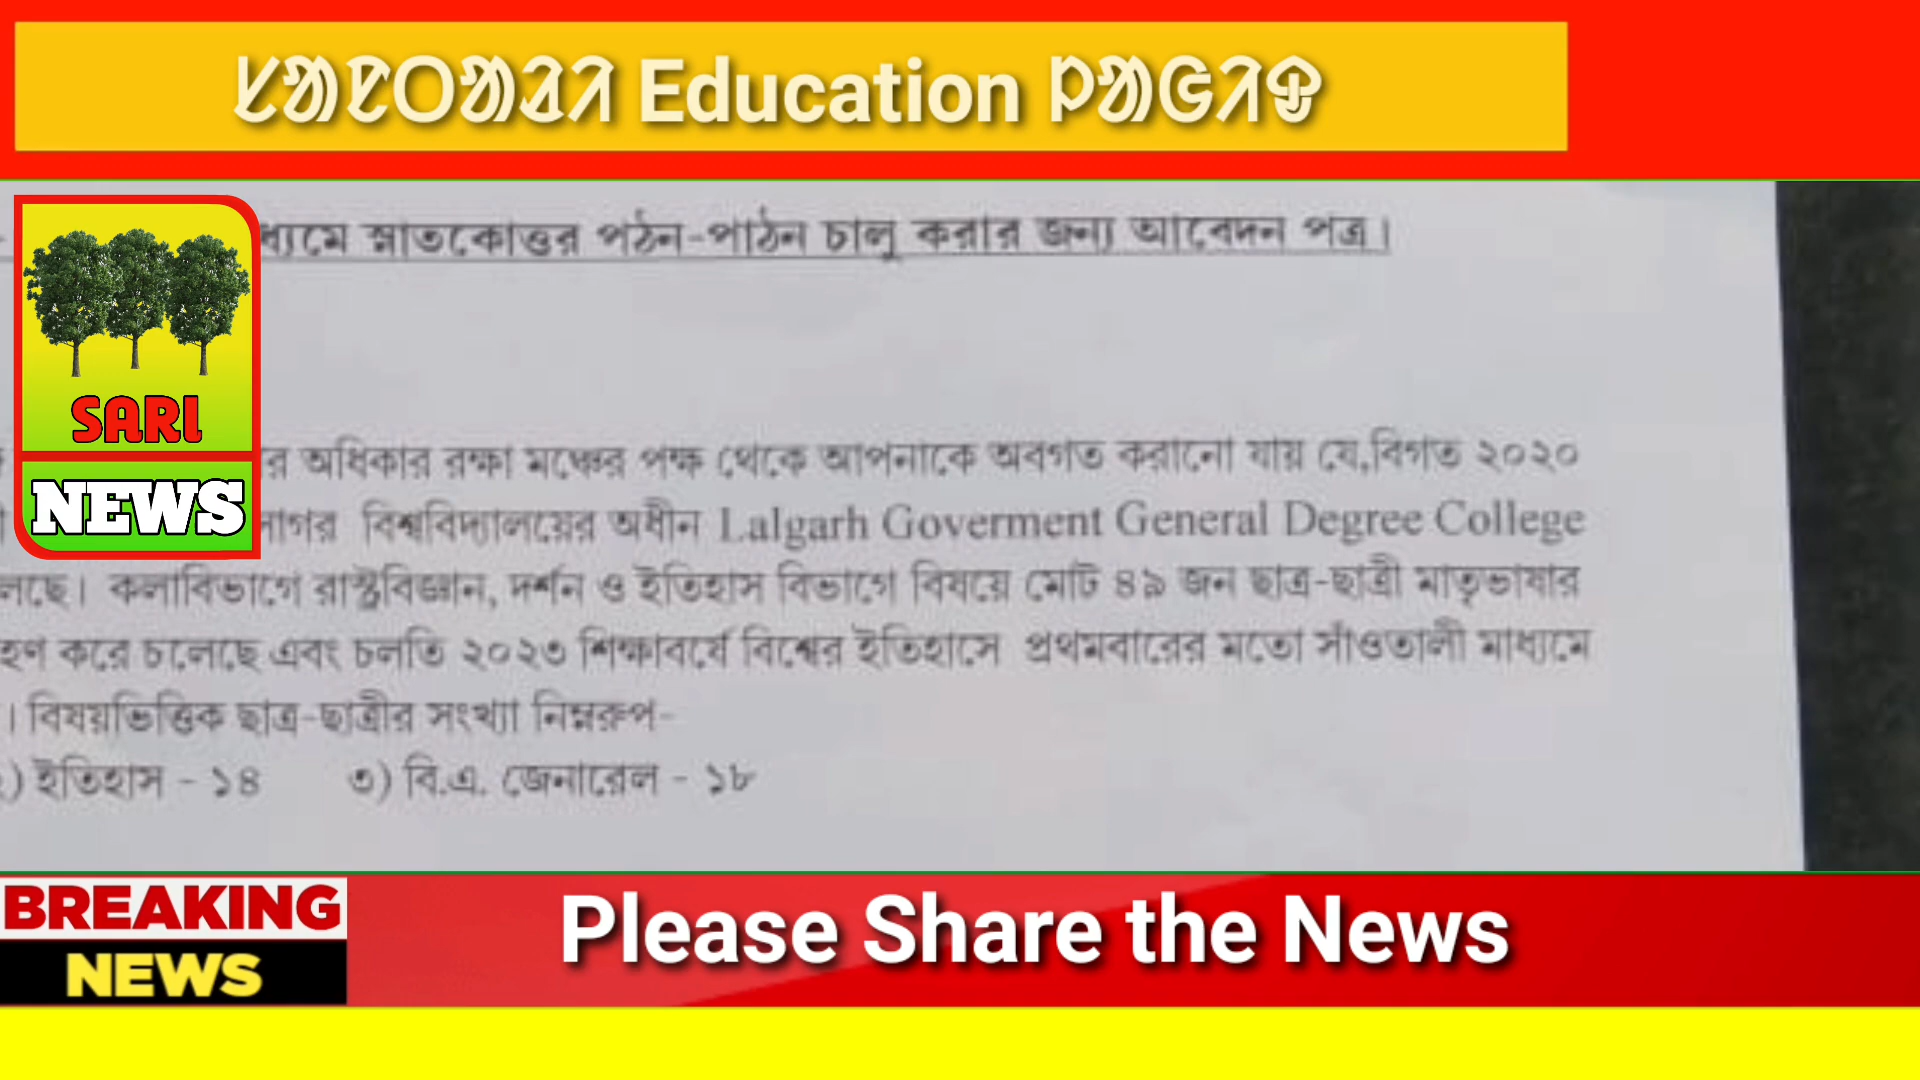 ᱥᱟᱱᱛᱟᱲᱤ Education
ধ্যমে স্নাতকোত্তর পঠন-পাঠন চালু করার জন্য আবেদন পত্র।
SARI
NEWS
র অধিকার রক্ষা মঞ্চের পক্ষ থেকে আপনাকে অবগত করানো যায় যে,বিগত ২০২০
সাগর বিশ্ববিদ্যালয়ের অধীন Lalgarh Goverment General Degree College
লছে। কলাবিভাগে রাস্ট্রবিজ্ঞান, দর্শন ও ইতিহাস বিভাগে বিষয়ে মোট ৪৯ জন ছাত্র-ছাত্রী মাতৃভাষার
হণ করে চলেছে এবং চলতি ২০২৩ শিক্ষাবর্ষে বিশ্বের ইতিহাসে প্রথমবারের মতো সাঁওতালী মাধ্যমে
। বিষয়ভিত্তিক ছাত্র-ছাত্রীর সংখ্যা নিম্নরূপ-
২) ইতিহাস - ১৪ ৩) বি.এ. জেনারেল - ১৮
BREAKING
NEWS
Please Share the News